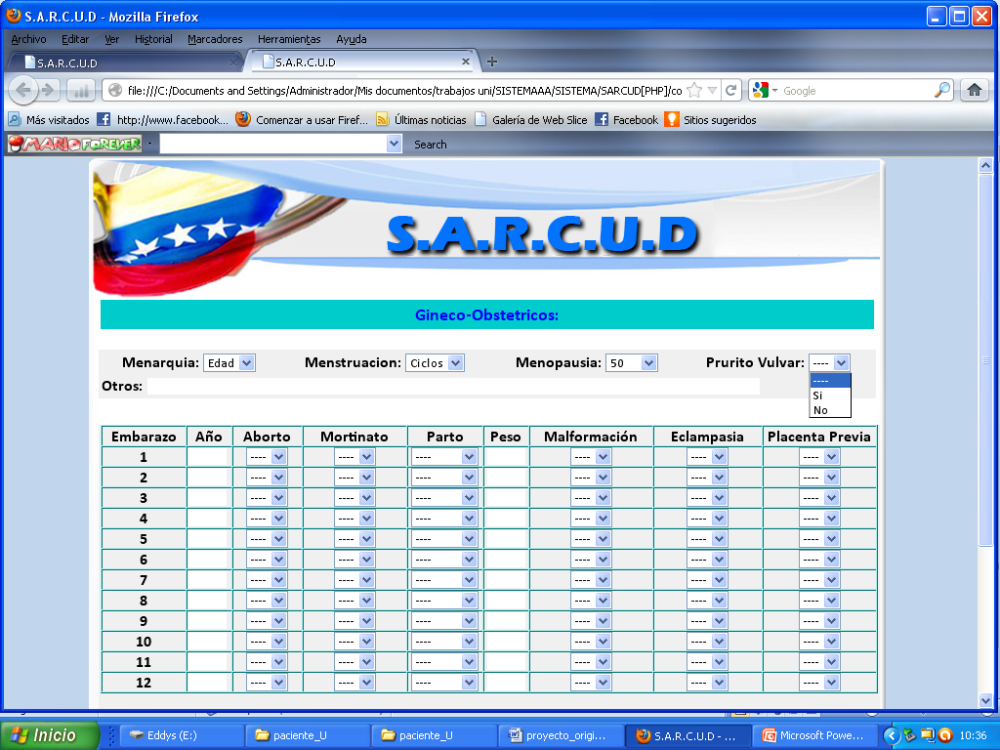 S.A.R.C.U.D - Mozilla Firefox
Archivo Editar Ver Historial Marcadores Herramientas Ayuda
S.A.R.C.U.D S.A.R.C.U.D
file:///C:/Documents and Settings/Administrador/Mis documentos/trabajos uni/SISTEMAAA/SISTEMA/SARCUD[PHP]/co Google
Más visitados http://www.facebook... Comenzar a usar Firef... Últimas noticias Galería de Web Slice Facebook Sitios sugeridos
MARIO FOREVER Search
S.A.R.C.U.D
Gineco-Obstetricos:
Menarquia: Edad Menstruacion: Ciclos Menopausia: 50 Prurito Vulvar: ----
Otros:
----
Si
No
Embarazo Año Aborto Mortinato Parto Peso Malformación Eclampasia Placenta Previa
1 ---- ---- ---- ---- ---- ----
2 ---- ---- ---- ---- ---- ----
3 ---- ---- ---- ---- ---- ----
4 ---- ---- ---- ---- ---- ----
5 ---- ---- ---- ---- ---- ----
6 ---- ---- ---- ---- ---- ----
7 ---- ---- ---- ---- ---- ----
8 ---- ---- ---- ---- ---- ----
9 ---- ---- ---- ---- ---- ----
10 ---- ---- ---- ---- ---- ----
11 ---- ---- ---- ---- ---- ----
12 ---- ---- ---- ---- ---- ----
Inicio Eddys (E:) paciente_U paciente_U proyecto_origi... S.A.R.C.U.D - ... Microsoft Powe... 10:36